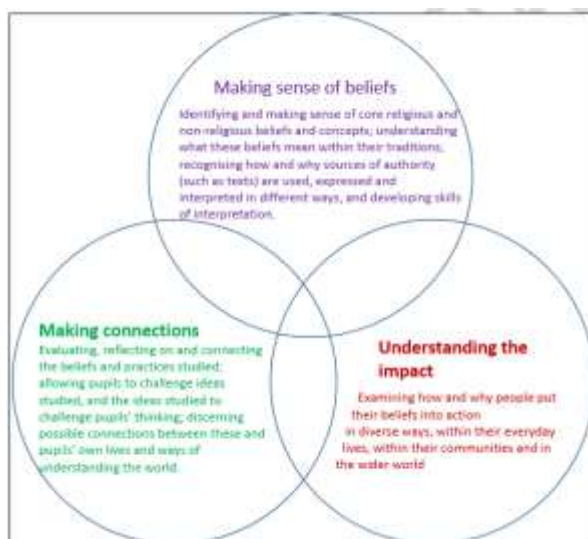 Making sense of beliefs
Identifying and making sense of core religious and
non-religious beliefs and concepts; understanding
what these beliefs mean within their traditions;
recognising how and why sources of authority
(such as texts) are used, expressed and
interpreted in different ways, and developing skills
of interpretation.
Making connections
Evaluating, reflecting on and connecting
the beliefs and practices studied;
allowing pupils to challenge ideas
studied, and the ideas studied to
challenge pupils' thinking; discerning
possible connections between these and
pupils' own lives and ways of
understanding the world.
Understanding the
impact
Examining how and why people put
their beliefs into action
in diverse ways, within their everyday
lives, within their communities and in
the wider world